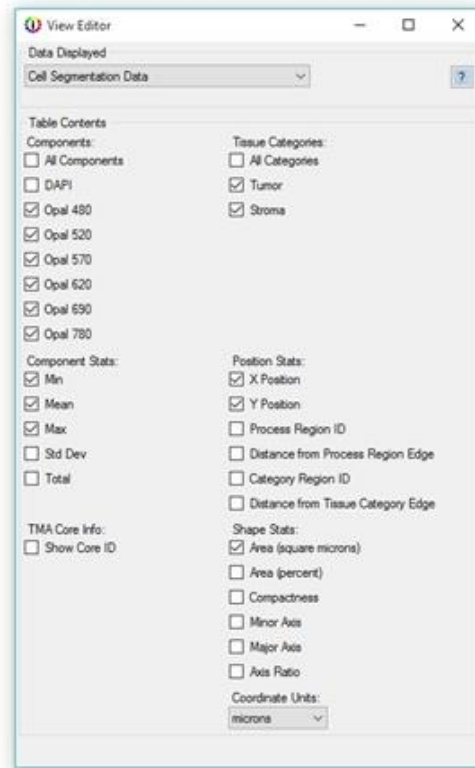 View Editor
Data Displayed
Cell Segmentation Data
?
Table Contents
Components:
All Components
DAPI
Opal 480
Opal 520
Opal 570
Opal 620
Opal 690
Opal 780
Tissue Categories:
All Categories
Tumor
Stroma
Component Stats:
Min
Mean
Max
Std Dev
Total
Position Stats:
X Position
Y Position
Process Region ID
Distance from Process Region Edge
Category Region ID
Distance from Tissue Category Edge
TMA Core Info:
Show Core ID
Shape Stats:
Area (square microns)
Area (percent)
Compactness
Minor Axis
Major Axis
Axis Ratio
Coordinate Units:
microns